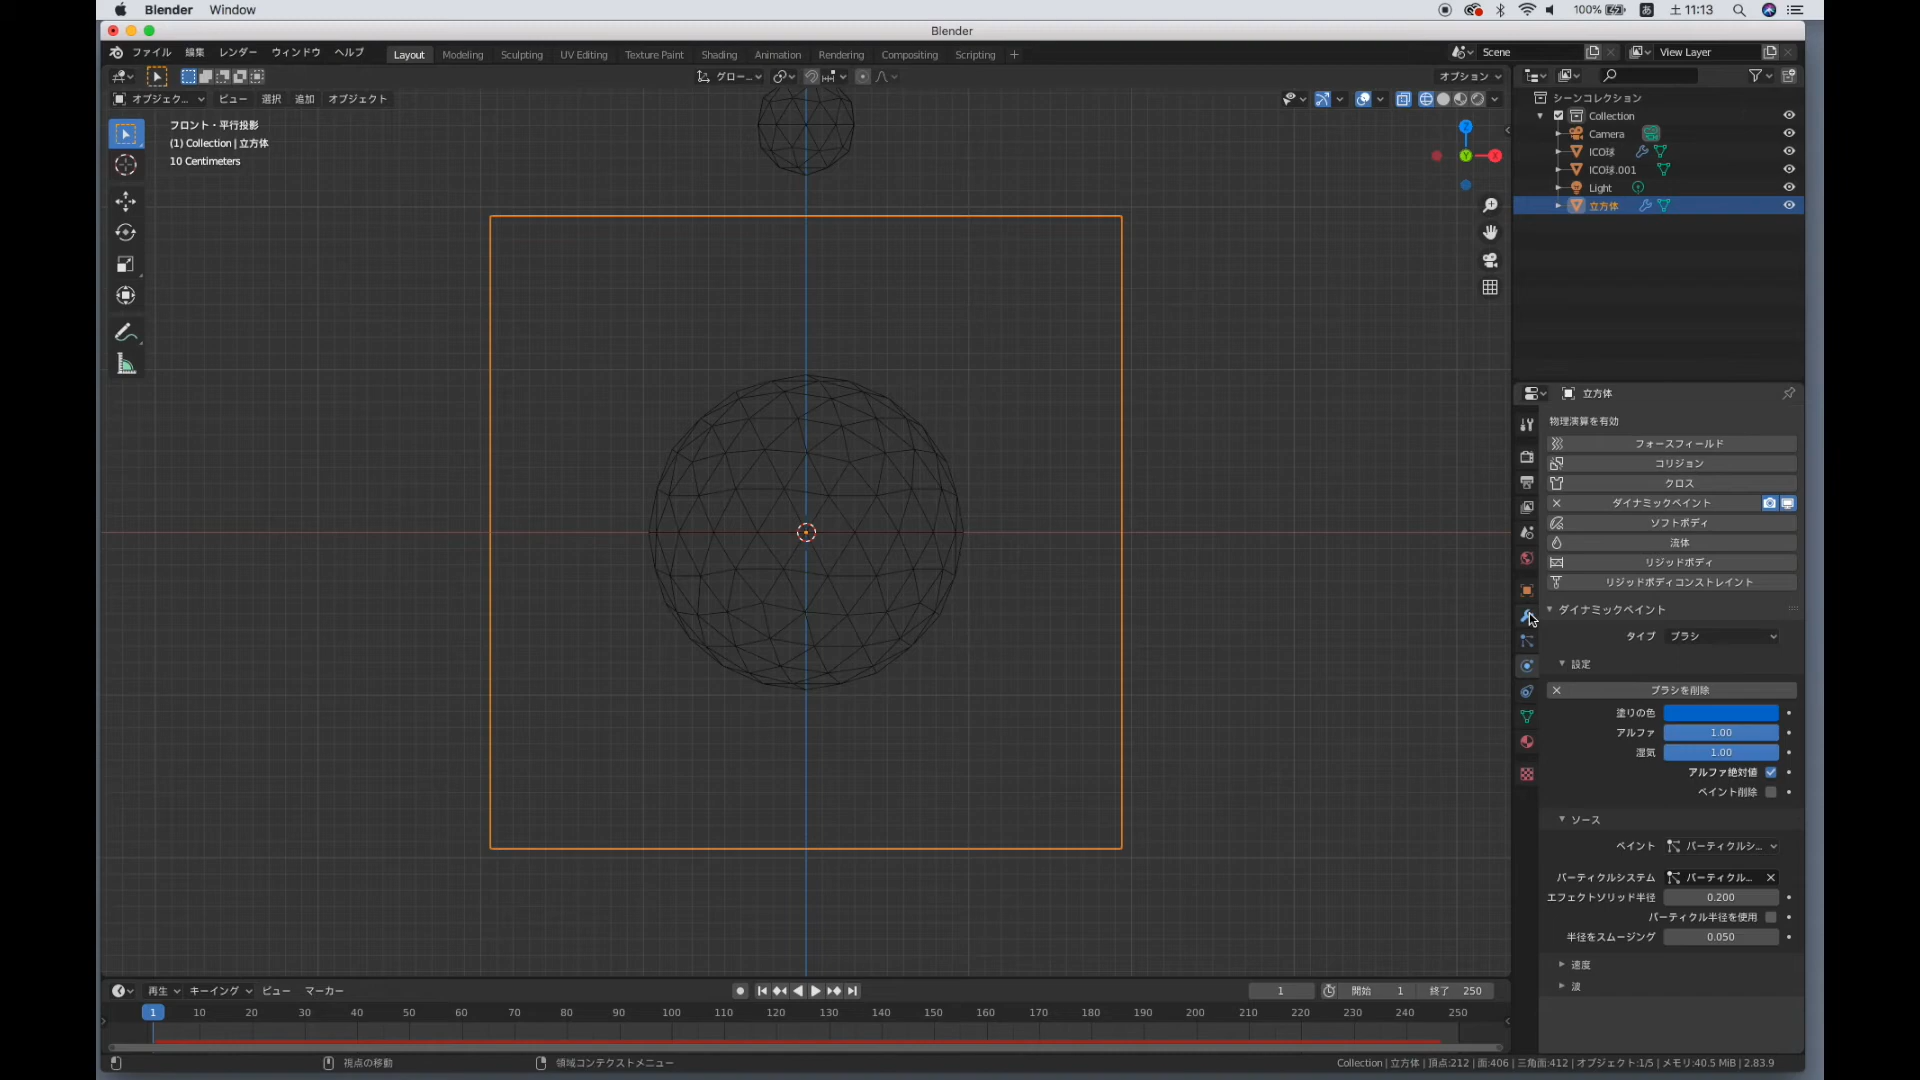 Blender Window 100% あ 土 11:13
Blender
ファイル 編集 レンダー ウィンドウ ヘルプ Layout Modeling Sculpting UV Editing Texture Paint Shading Animation Rendering Compositing Scripting + Scene View Layer
グロー... オプション
オブジェク... ビュー 選択 追加 オブジェクト
シーンコレクション
Collection
Camera
ICO球
ICO球.001
Light
立方体
フロント・平行投影
(1) Collection | 立方体
10 Centimeters
Z
Y
X
立方体
物理演算を有効
フォースフィールド
コリジョン
クロス
ダイナミックペイント
ソフトボディ
流体
リジッドボディ
リジッドボディコンストレイント
ダイナミックペイント
タイプ ブラシ
設定
ブラシを削除
塗りの色
アルファ 1.00
湿気 1.00
アルファ絶対値
ペイント削除
ソース
ペイント パーティクルシ...
パーティクルシステム パーティクル...
エフェクトソリッド半径 0.200
パーティクル半径を使用
半径をスムージング 0.050
速度
波
再生 キーイング ビュー マーカー 1 開始 1 終了 250
1 10 20 30 40 50 60 70 80 90 100 110 120 130 140 150 160 170 180 190 200 210 220 230 240 250
視点の移動 領域コンテクストメニュー Collection | 立方体 | 頂点:212 | 面:406 | 三角面:412 | オブジェクト:1/5 | メモリ:40.5 MiB | 2.83.9